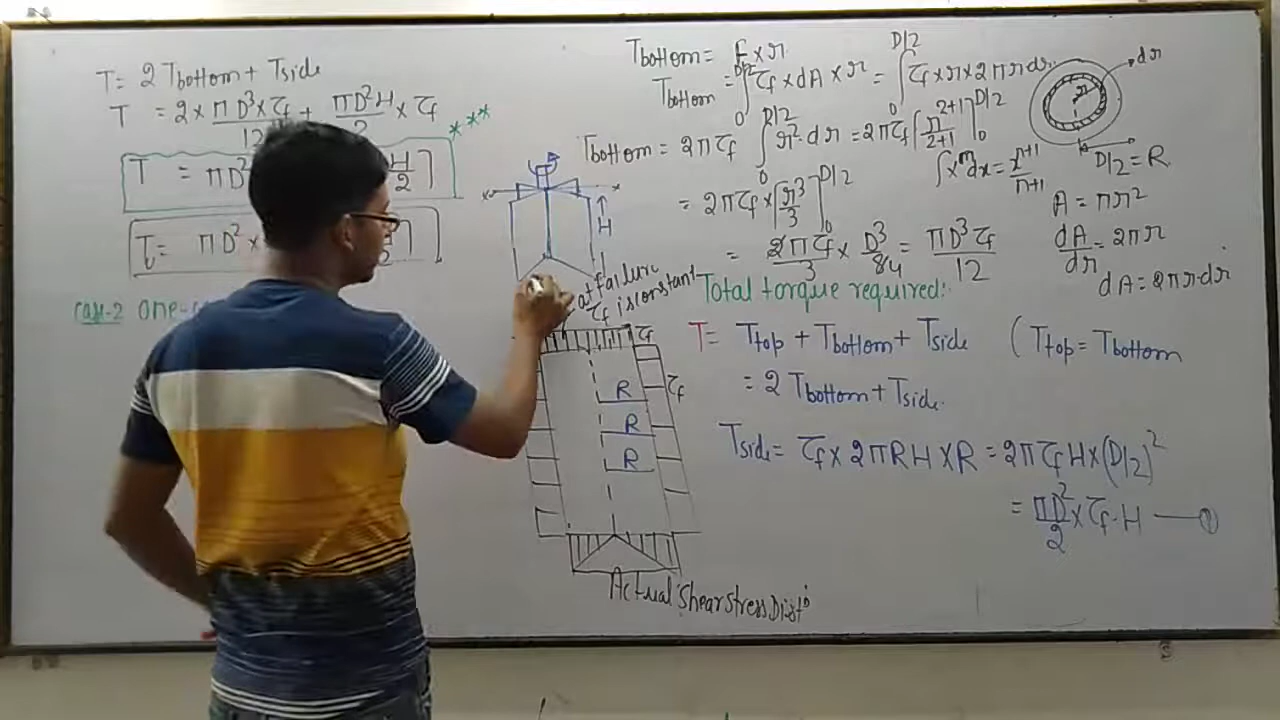 T = 2 Tbottom + Tside
T = 2 × πD³ × τf / 12 + πD²H / 2 × τf
***
T = πD² H/2 ]
τ = πD² ×
Case-2 one-
H
at failure
τf is constant
τf
τf
R
R
R
Actual Shear Stress Distⁿ
Tbottom = F × r
Tbottom = ∫₀^D/2 τf × dA × r = ∫₀^D/2 τf × r × 2πr dr
Tbottom = 2πτf ∫₀^D/2 r² · dr = 2πτf [ r^2+1 / 2+1 ]₀^D/2
= 2πτf × [ r³/3 ]₀^D/2
= 2πτf / 3 × D³ / 84 = πD³τf / 12
dr
r
D/2 = R
∫xⁿdx = x^n+1 / n+1
A = πr²
dA/dr = 2πr
dA = 2πr·dr
Total torque required:
T = Ttop + Tbottom + Tside ( Ttop = Tbottom
= 2 Tbottom + Tside.
Tside = τf × 2πRH × R = 2πτf H × (D/2)²
= πD²/2 × τf · H — ①